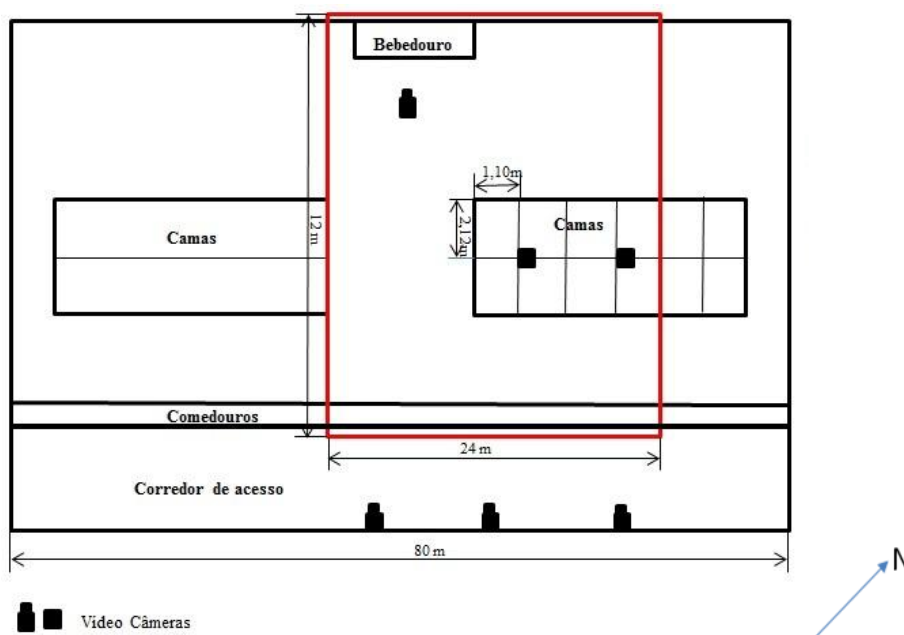 Bebedouro
1,10m
Camas
Camas
2,12m
12 m
Comedouros
24 m
Corredor de acesso
80 m
N
Video Câmeras